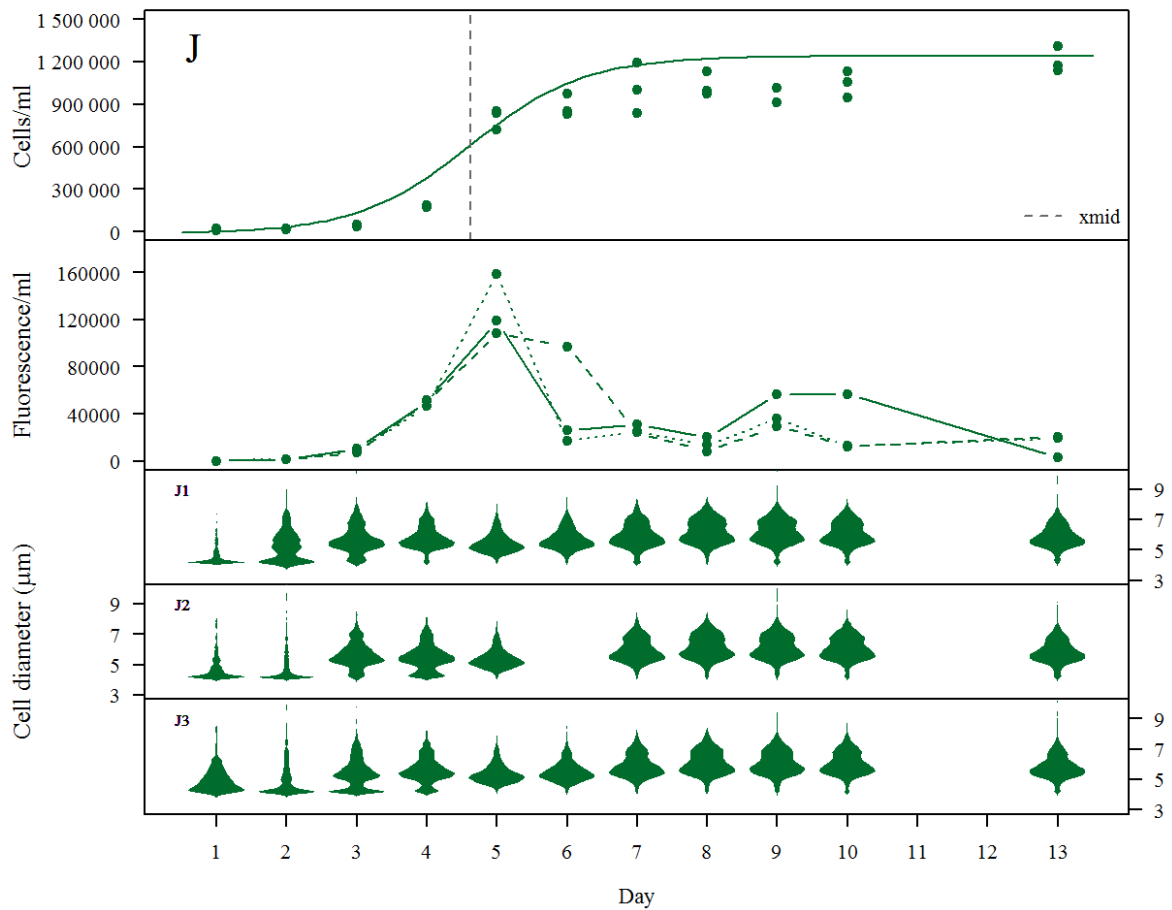 J
1 500 000
1 200 000
900 000
600 000
300 000
0
Cells/ml
xmid
160000
120000
80000
40000
0
Fluorescence/ml
J1
9
7
5
3
J2
9
7
5
3
J3
9
7
5
3
Cell diameter (µm)
1 2 3 4 5 6 7 8 9 10 11 12 13
Day